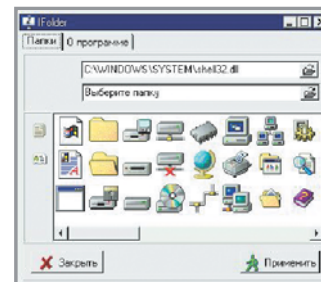 IFolder
Папки О программе
C:\WINDOWS\SYSTEM\shell32.dll
Выберите папку
Закрыть Применить